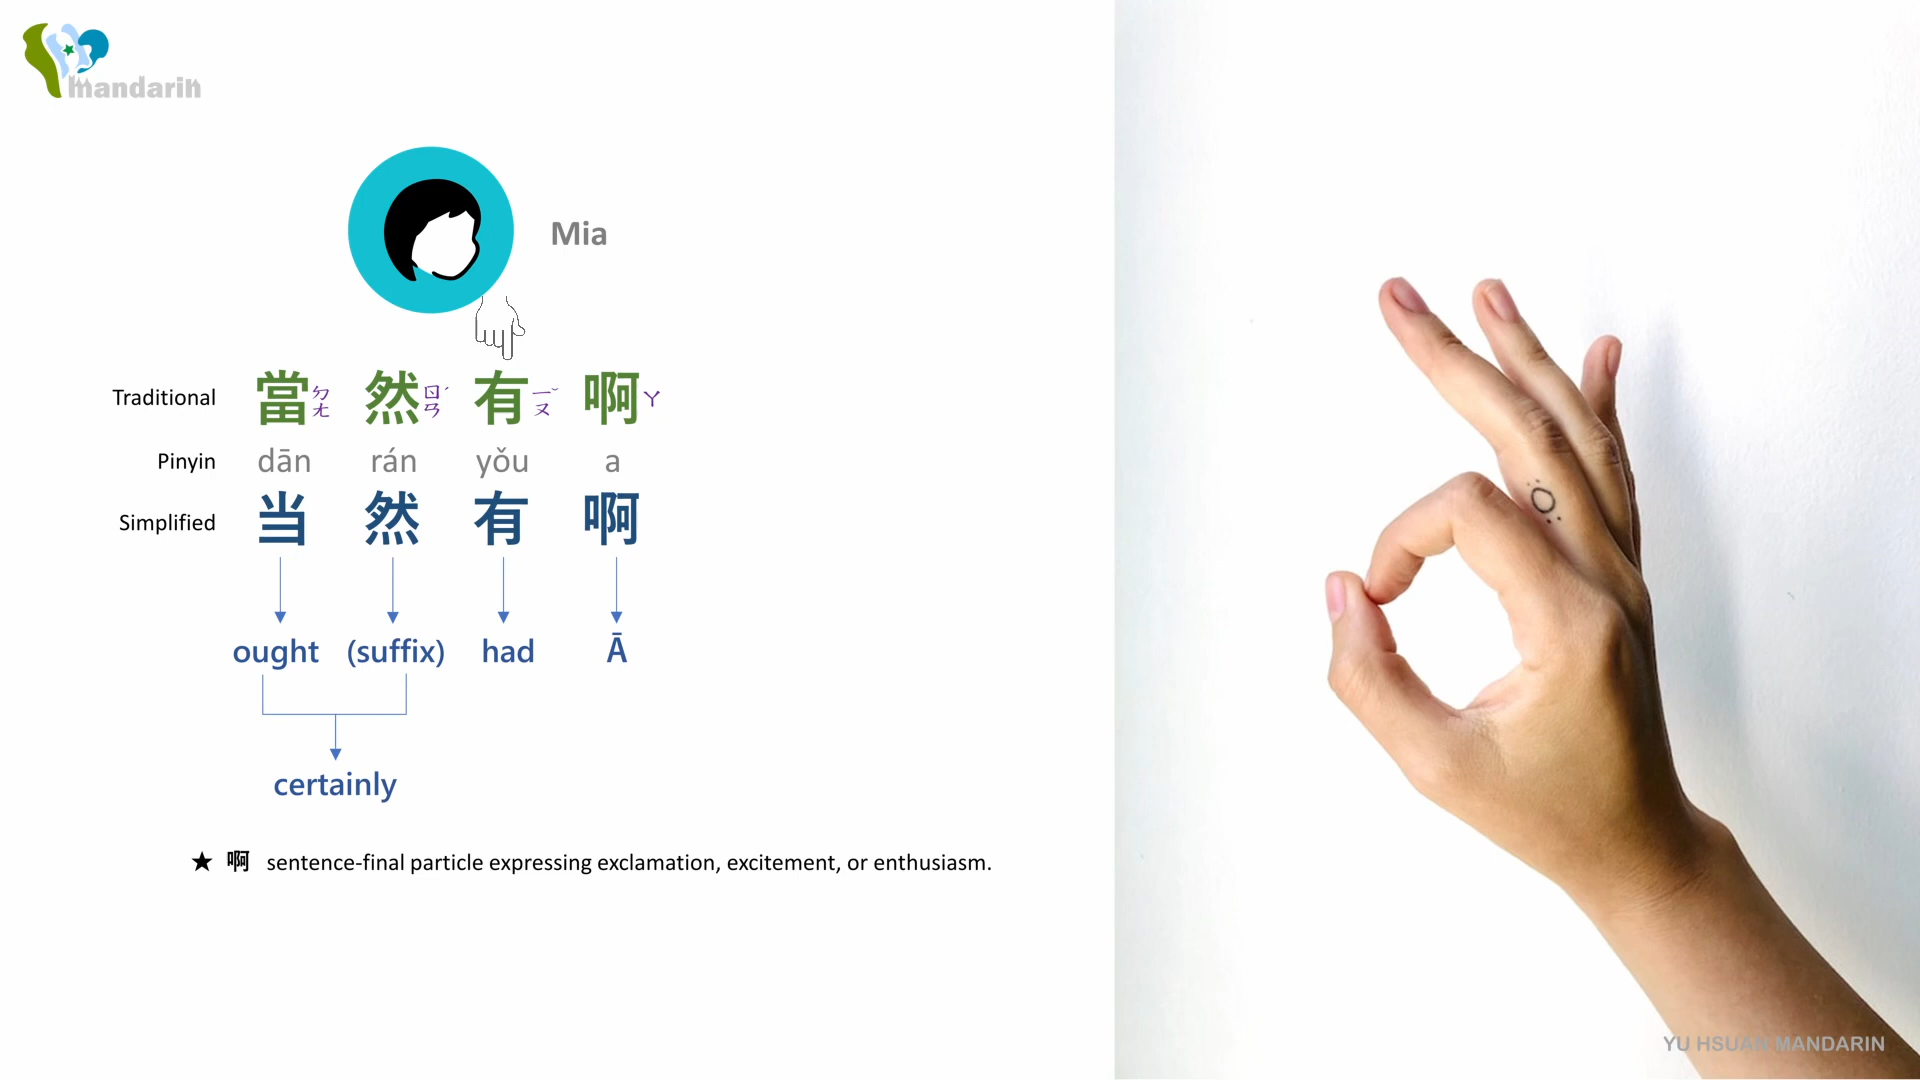 mandarin
Mia
Traditional 當ㄉㄤ 然ㄖㄢˊ 有ㄧㄡˇ 啊ㄚ
Pinyin dān rán yǒu a
Simplified 当 然 有 啊
ought (suffix) had Ā
certainly
★ 啊 sentence-final particle expressing exclamation, excitement, or enthusiasm.
YU HSUAN MANDARIN